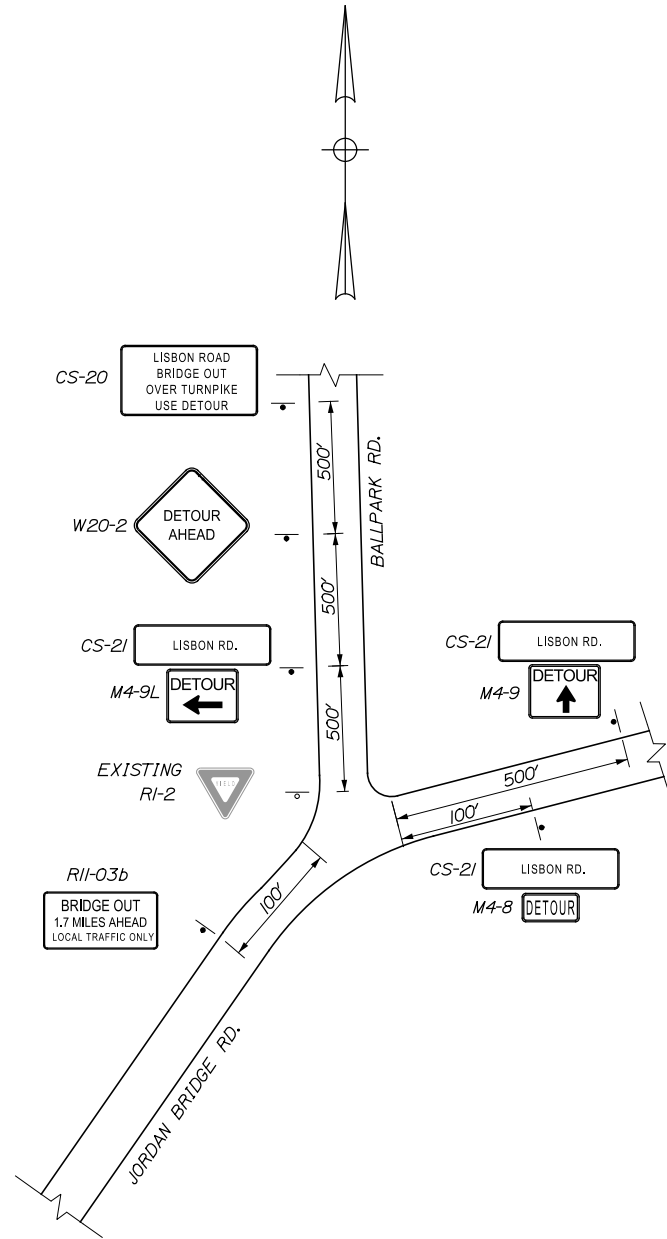 CS-20
LISBON ROAD
BRIDGE OUT
OVER TURNPIKE
USE DETOUR
500'
BALLPARK RD.
W20-2
DETOUR
AHEAD
500'
CS-21
LISBON RD.
M4-9L
DETOUR
500'
CS-21
LISBON RD.
M4-9
DETOUR
EXISTING
R1-2
YIELD
500'
100'
CS-21
LISBON RD.
M4-8
DETOUR
R11-03b
BRIDGE OUT
1.7 MILES AHEAD
LOCAL TRAFFIC ONLY
100'
JORDAN BRIDGE RD.